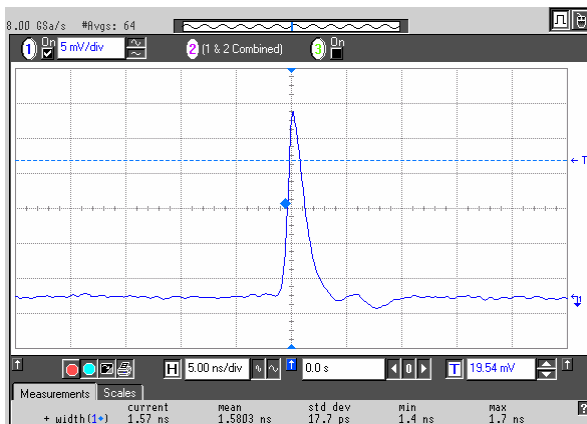 8.00 GSa/s #Avgs: 64
1 On 5 mV/div 2 (1 & 2 Combined) 3 On
T
1
H 5.00 ns/div 0.0 s 0 T 19.54 mV
Measurements Scales ?
current mean std dev min max
+ width(1) 1.57 ns 1.5803 ns 17.7 ps 1.4 ns 1.7 ns